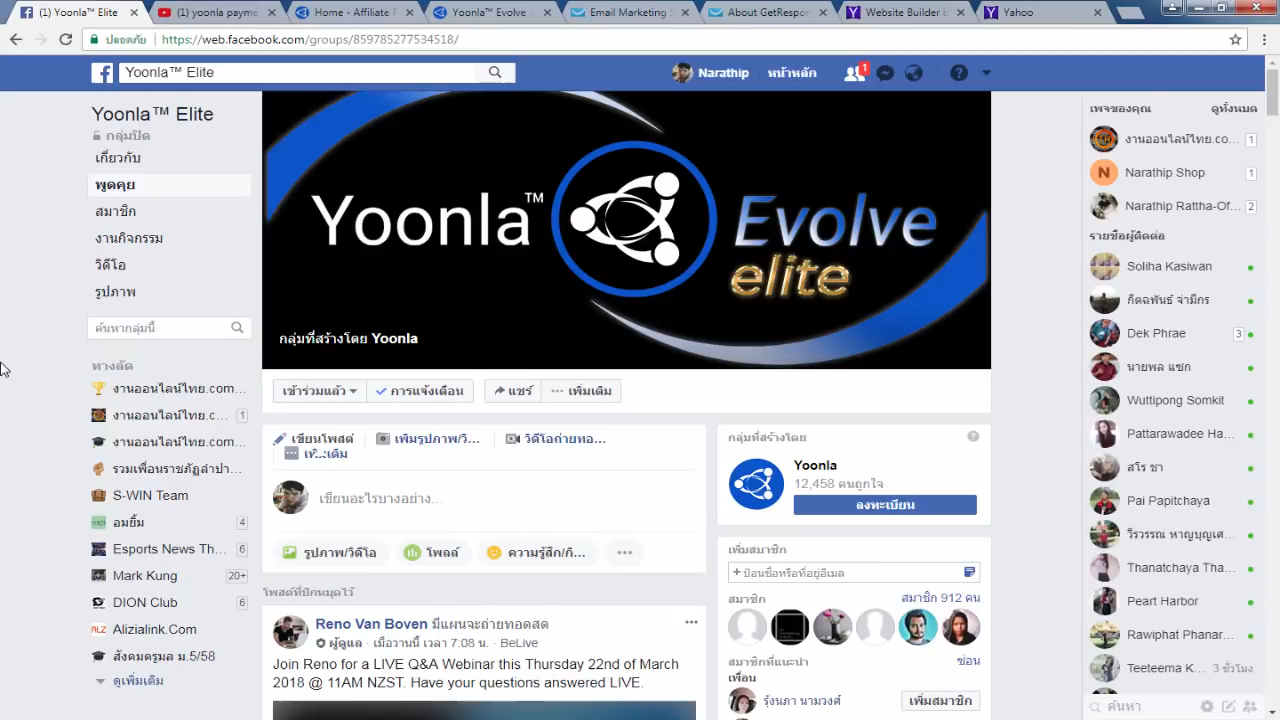 (1) Yoonla™ Elite
(1) yoonla payme
Home - Affiliate P
Yoonla™ Evolve -
Email Marketing S
About GetRespon
Website Builder b
Yahoo
ปลอดภัย
https://web.facebook.com/groups/859785277534518/
Yoonla™ Elite
Narathip
หน้าหลัก
1
Yoonla™ Elite
กลุ่มปิด
เกี่ยวกับ
พูดคุย
สมาชิก
งานกิจกรรม
วิดีโอ
รูปภาพ
ค้นหากลุ่มนี้
ทางลัด
งานออนไลน์ไทย.com...
งานออนไลน์ไทย.c... 1
งานออนไลน์ไทย.com...
รวมเพื่อนราชภัฏลำปา...
S-WIN Team
อมยิ้ม 4
Esports News Th... 6
Mark Kung 20+
DION Club 6
ALZ Alizialink.Com
สังคมครูมล ม.5/58
ดูเพิ่มเติม
Yoonla™ Evolve
elite
กลุ่มที่สร้างโดย Yoonla
เข้าร่วมแล้ว
การแจ้งเตือน
แชร์
เพิ่มเติม
เขียนโพสต์
เพิ่มรูปภาพ/วิ...
วิดีโอถ่ายทอ...
เพิ่มเติม
เขียนอะไรบางอย่าง...
รูปภาพ/วิดีโอ
โพลล์
ความรู้สึก/กิ...
โพสต์ที่ปักหมุดไว้
Reno Van Boven มีแผนจะถ่ายทอดสด
ผู้ดูแล · เมื่อวานนี้ เวลา 7:08 น. · BeLive
Join Reno for a LIVE Q&A Webinar this Thursday 22nd of March
2018 @ 11AM NZST. Have your questions answered LIVE.
กลุ่มที่สร้างโดย
Yoonla
12,458 คนถูกใจ
ลงทะเบียน
เพิ่มสมาชิก
+ ป้อนชื่อหรือที่อยู่อีเมล
สมาชิก
สมาชิก 912 คน
สมาชิกที่แนะนำ
ซ่อน
เพื่อน
รุ้งนภา นามวงศ์
เพิ่มสมาชิก
เพจของคุณ
ดูทั้งหมด
งานออนไลน์ไทย.co... 1
N Narathip Shop 1
Narathip Rattha-Of... 2
รายชื่อผู้ติดต่อ
Soliha Kasiwan
กิตฉพันธ์ จ่ามีกร
Dek Phrae 3
นายพล แซก
Wuttipong Somkit
Pattarawadee Ha...
สโร ชา
Pai Papitchaya
วีรวรรณ หาญบุญเศ...
Thanatchaya Tha...
Peart Harbor
Rawiphat Phanar...
Teeteema K... 3 ชั่วโมง
ค้นหา